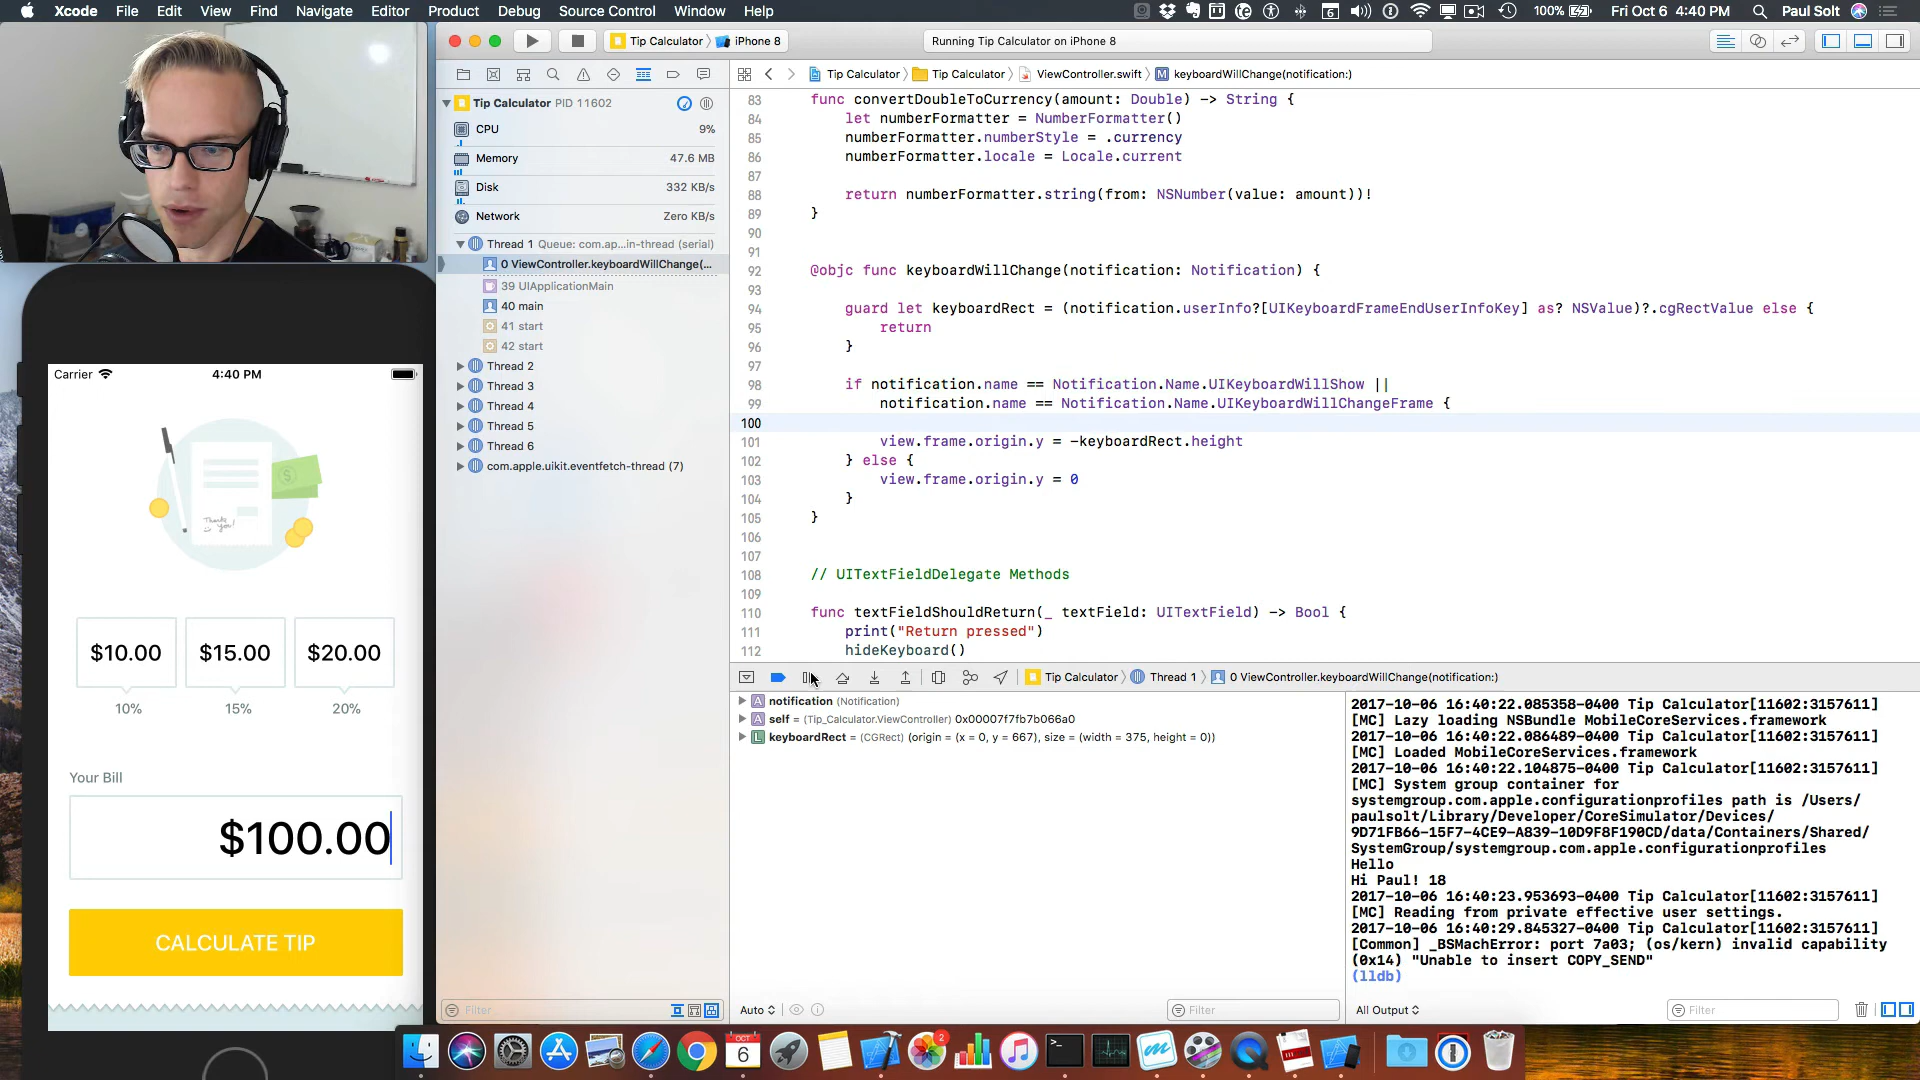 Xcode File Edit View Find Navigate Editor Product Debug Source Control Window Help
6 100% Fri Oct 6 4:40 PM Paul Solt
Tip Calculator iPhone 8
Running Tip Calculator on iPhone 8
Tip Calculator PID 11602
CPU 9%
Memory 47.6 MB
Disk 332 KB/s
Network Zero KB/s
Thread 1 Queue: com.ap...in-thread (serial)
0 ViewController.keyboardWillChange(...
39 UIApplicationMain
40 main
41 start
42 start
Thread 2
Thread 3
Thread 4
Thread 5
Thread 6
com.apple.uikit.eventfetch-thread (7)
Filter
Tip Calculator Tip Calculator ViewController.swift M keyboardWillChange(notification:)
83 func convertDoubleToCurrency(amount: Double) -> String {
84 let numberFormatter = NumberFormatter()
85 numberFormatter.numberStyle = .currency
86 numberFormatter.locale = Locale.current
87
88 return numberFormatter.string(from: NSNumber(value: amount))!
89 }
90
91
92 @objc func keyboardWillChange(notification: Notification) {
93
94 guard let keyboardRect = (notification.userInfo?[UIKeyboardFrameEndUserInfoKey] as? NSValue)?.cgRectValue else {
95 return
96 }
97
98 if notification.name == Notification.Name.UIKeyboardWillShow ||
99 notification.name == Notification.Name.UIKeyboardWillChangeFrame {
100
101 view.frame.origin.y = -keyboardRect.height
102 } else {
103 view.frame.origin.y = 0
104 }
105 }
106
107
108 // UITextFieldDelegate Methods
109
110 func textFieldShouldReturn(_ textField: UITextField) -> Bool {
111 print("Return pressed")
112 hideKeyboard()
Tip Calculator Thread 1 0 ViewController.keyboardWillChange(notification:)
A notification (Notification)
A self = (Tip_Calculator.ViewController) 0x00007f7fb7b066a0
L keyboardRect = (CGRect) (origin = (x = 0, y = 667), size = (width = 375, height = 0))
Auto
Filter
2017-10-06 16:40:22.085358-0400 Tip Calculator[11602:3157611]
[MC] Lazy loading NSBundle MobileCoreServices.framework
2017-10-06 16:40:22.086489-0400 Tip Calculator[11602:3157611]
[MC] Loaded MobileCoreServices.framework
2017-10-06 16:40:22.104875-0400 Tip Calculator[11602:3157611]
[MC] System group container for
systemgroup.com.apple.configurationprofiles path is /Users/
paulsolt/Library/Developer/CoreSimulator/Devices/
9D71FB66-15F7-4CE9-A839-10D9F8F190CD/data/Containers/Shared/
SystemGroup/systemgroup.com.apple.configurationprofiles
Hello
Hi Paul! 18
2017-10-06 16:40:23.953693-0400 Tip Calculator[11602:3157611]
[MC] Reading from private effective user settings.
2017-10-06 16:40:29.845327-0400 Tip Calculator[11602:3157611]
[Common] _BSMachError: port 7a03; (os/kern) invalid capability
(0x14) "Unable to insert COPY_SEND"
(lldb)
All Output
Filter
Carrier 4:40 PM
Thank
you!
$
$10.00 $15.00 $20.00
10% 15% 20%
Your Bill
$100.00
CALCULATE TIP
OCT
6
2